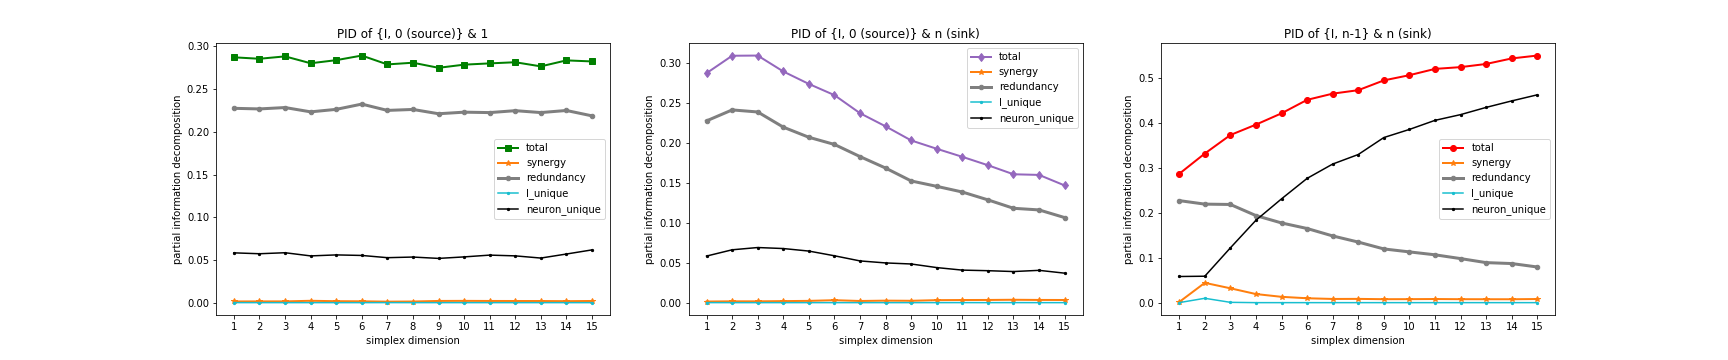 PID of {I, 0 (source)} & 1
partial information decomposition
0.30
0.25
0.20
0.15
0.10
0.05
0.00
total
synergy
redundancy
I_unique
neuron_unique
1 2 3 4 5 6 7 8 9 10 11 12 13 14 15
simplex dimension
PID of {I, 0 (source)} & n (sink)
partial information decomposition
0.30
0.25
0.20
0.15
0.10
0.05
0.00
total
synergy
redundancy
I_unique
neuron_unique
1 2 3 4 5 6 7 8 9 10 11 12 13 14 15
simplex dimension
PID of {I, n-1} & n (sink)
partial information decomposition
0.5
0.4
0.3
0.2
0.1
0.0
total
synergy
redundancy
I_unique
neuron_unique
1 2 3 4 5 6 7 8 9 10 11 12 13 14 15
simplex dimension